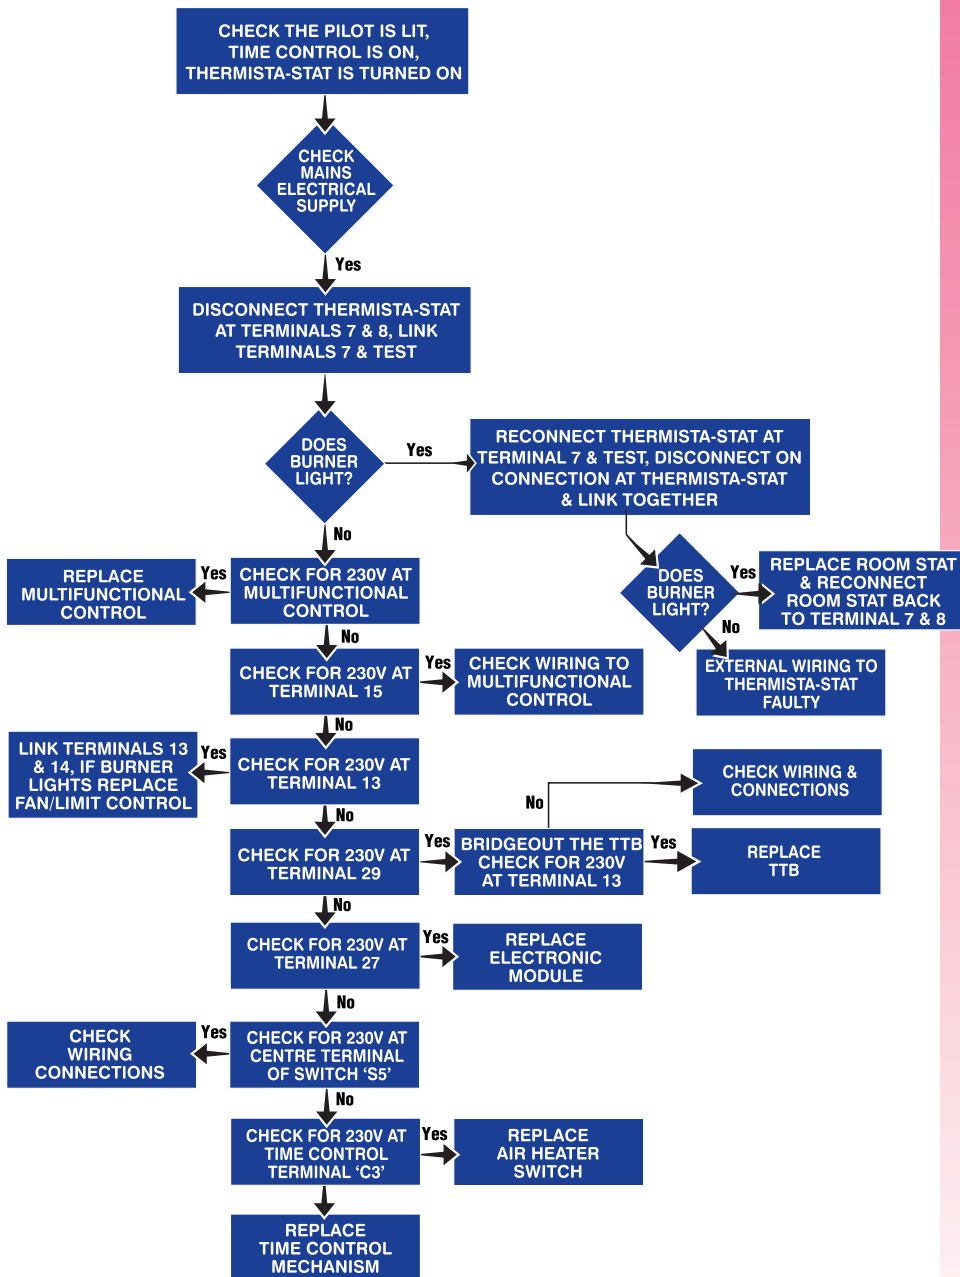 CHECK THE PILOT IS LIT,
TIME CONTROL IS ON,
THERMISTA-STAT IS TURNED ON
CHECK
MAINS
ELECTRICAL
SUPPLY
Yes
DISCONNECT THERMISTA-STAT
AT TERMINALS 7 & 8, LINK
TERMINALS 7 & TEST
DOES
BURNER
LIGHT?
Yes
RECONNECT THERMISTA-STAT AT
TERMINAL 7 & TEST, DISCONNECT ON
CONNECTION AT THERMISTA-STAT
& LINK TOGETHER
No
DOES
BURNER
LIGHT?
Yes
REPLACE ROOM STAT
& RECONNECT
ROOM STAT BACK
TO TERMINAL 7 & 8
No
EXTERNAL WIRING TO
THERMISTA-STAT
FAULTY
CHECK FOR 230V AT
MULTIFUNCTIONAL
CONTROL
Yes
REPLACE
MULTIFUNCTIONAL
CONTROL
No
CHECK FOR 230V AT
TERMINAL 15
Yes
CHECK WIRING TO
MULTIFUNCTIONAL
CONTROL
No
CHECK FOR 230V AT
TERMINAL 13
Yes
LINK TERMINALS 13
& 14, IF BURNER
LIGHTS REPLACE
FAN/LIMIT CONTROL
No
CHECK FOR 230V AT
TERMINAL 29
Yes
BRIDGEOUT THE TTB
CHECK FOR 230V
AT TERMINAL 13
No
CHECK WIRING &
CONNECTIONS
Yes
REPLACE
TTB
No
CHECK FOR 230V AT
TERMINAL 27
Yes
REPLACE
ELECTRONIC
MODULE
No
CHECK FOR 230V AT
CENTRE TERMINAL
OF SWITCH ‘S5’
Yes
CHECK
WIRING
CONNECTIONS
No
CHECK FOR 230V AT
TIME CONTROL
TERMINAL ‘C3’
Yes
REPLACE
AIR HEATER
SWITCH
REPLACE
TIME CONTROL
MECHANISM